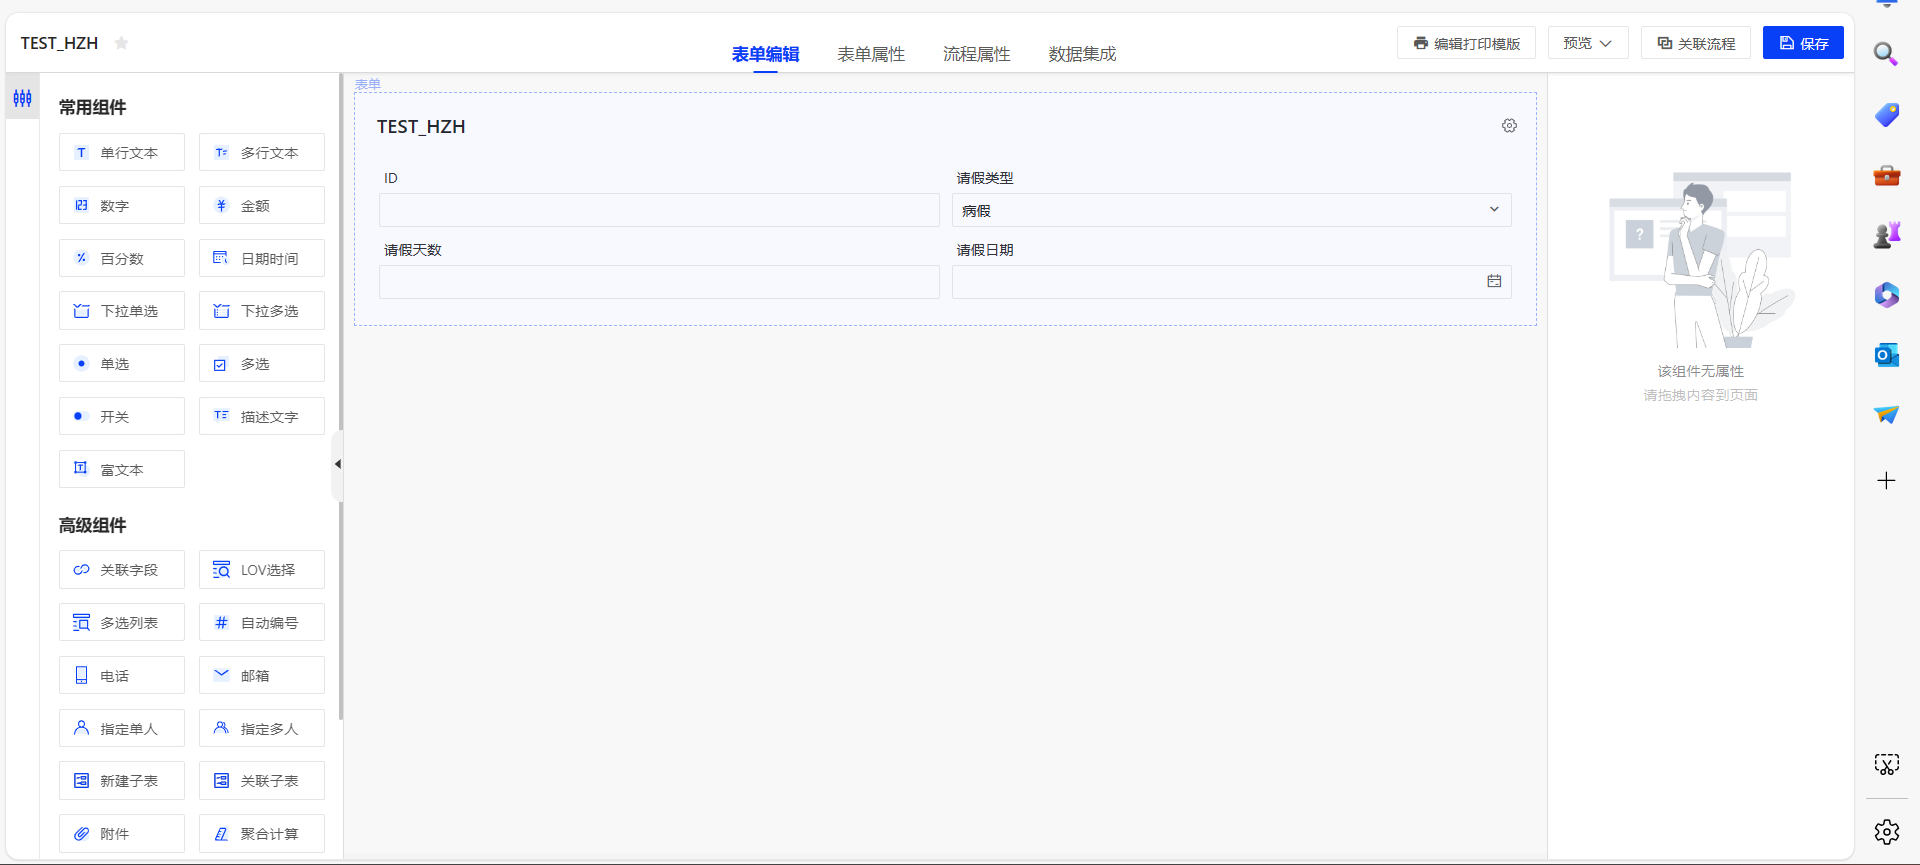 TEST_HZH
表单编辑
表单属性
流程属性
数据集成
编辑打印模版
预览
关联流程
保存
常用组件
单行文本
多行文本
数字
金额
百分数
日期时间
下拉单选
下拉多选
单选
多选
开关
描述文字
富文本
高级组件
关联字段
LOV选择
多选列表
自动编号
电话
邮箱
指定单人
指定多人
新建子表
关联子表
附件
聚合计算
表单
TEST_HZH
ID
请假类型
病假
请假天数
请假日期
?
该组件无属性
请拖拽内容到页面